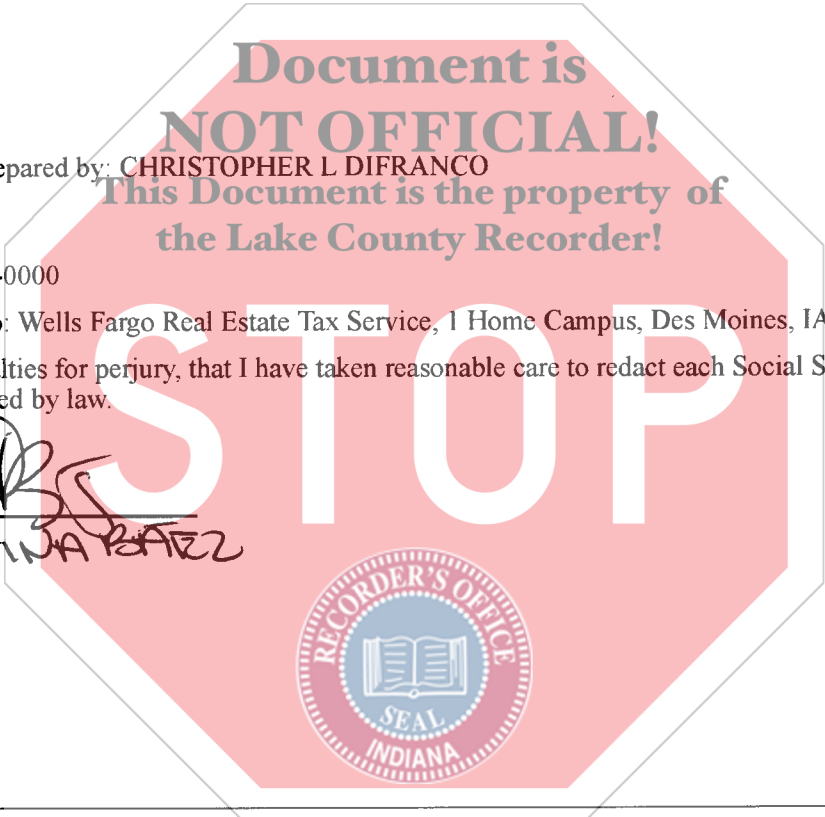 Document is
NOT OFFICIAL!
epared by: CHRISTOPHER L DIFRANCO
This Document is the property of
the Lake County Recorder!
-0000
: Wells Fargo Real Estate Tax Service, 1 Home Campus, Des Moines, IA
lties for perjury, that I have taken reasonable care to redact each Social S
ed by law.
STOP
INA BAEZ
RECORDER'S OFFICE
SEAL
INDIANA